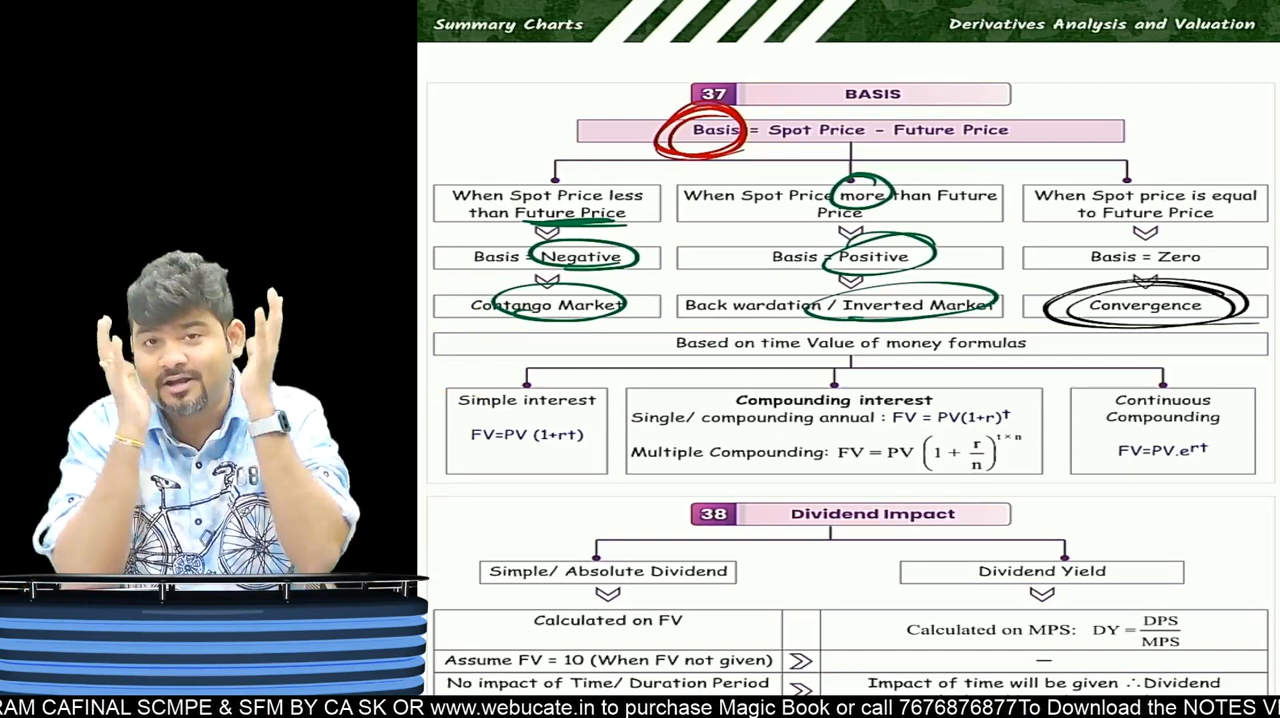 Summary Charts
Derivatives Analysis and Valuation
37 BASIS
Basis = Spot Price - Future Price
When Spot Price less
than Future Price
When Spot Price more than Future
Price
When Spot price is equal
to Future Price
Basis = Negative
Basis = Positive
Basis = Zero
Contango Market
Back wardation / Inverted Market
Convergence
Based on time Value of money formulas
Simple interest
FV=PV (1+rt)
Compounding interest
Single/ compounding annual : FV = PV(1+r)^t
Multiple Compounding: FV = PV (1 + r/n)^t×n
Continuous
Compounding
FV=PV.e^rt
38 Dividend Impact
Simple/ Absolute Dividend
Dividend Yield
Calculated on FV
Calculated on MPS: DY = DPS/MPS
Assume FV = 10 (When FV not given)
—
No impact of Time/ Duration Period
Impact of time will be given ∴ Dividend
RAM CAFINAL SCMPE & SFM BY CA SK OR www.webucate.in to purchase Magic Book or call 7676876877To Download the NOTES VI